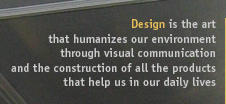 Design is the art
that humanizes our environment
through visual communication
and the construction of all the products
that help us in our daily lives